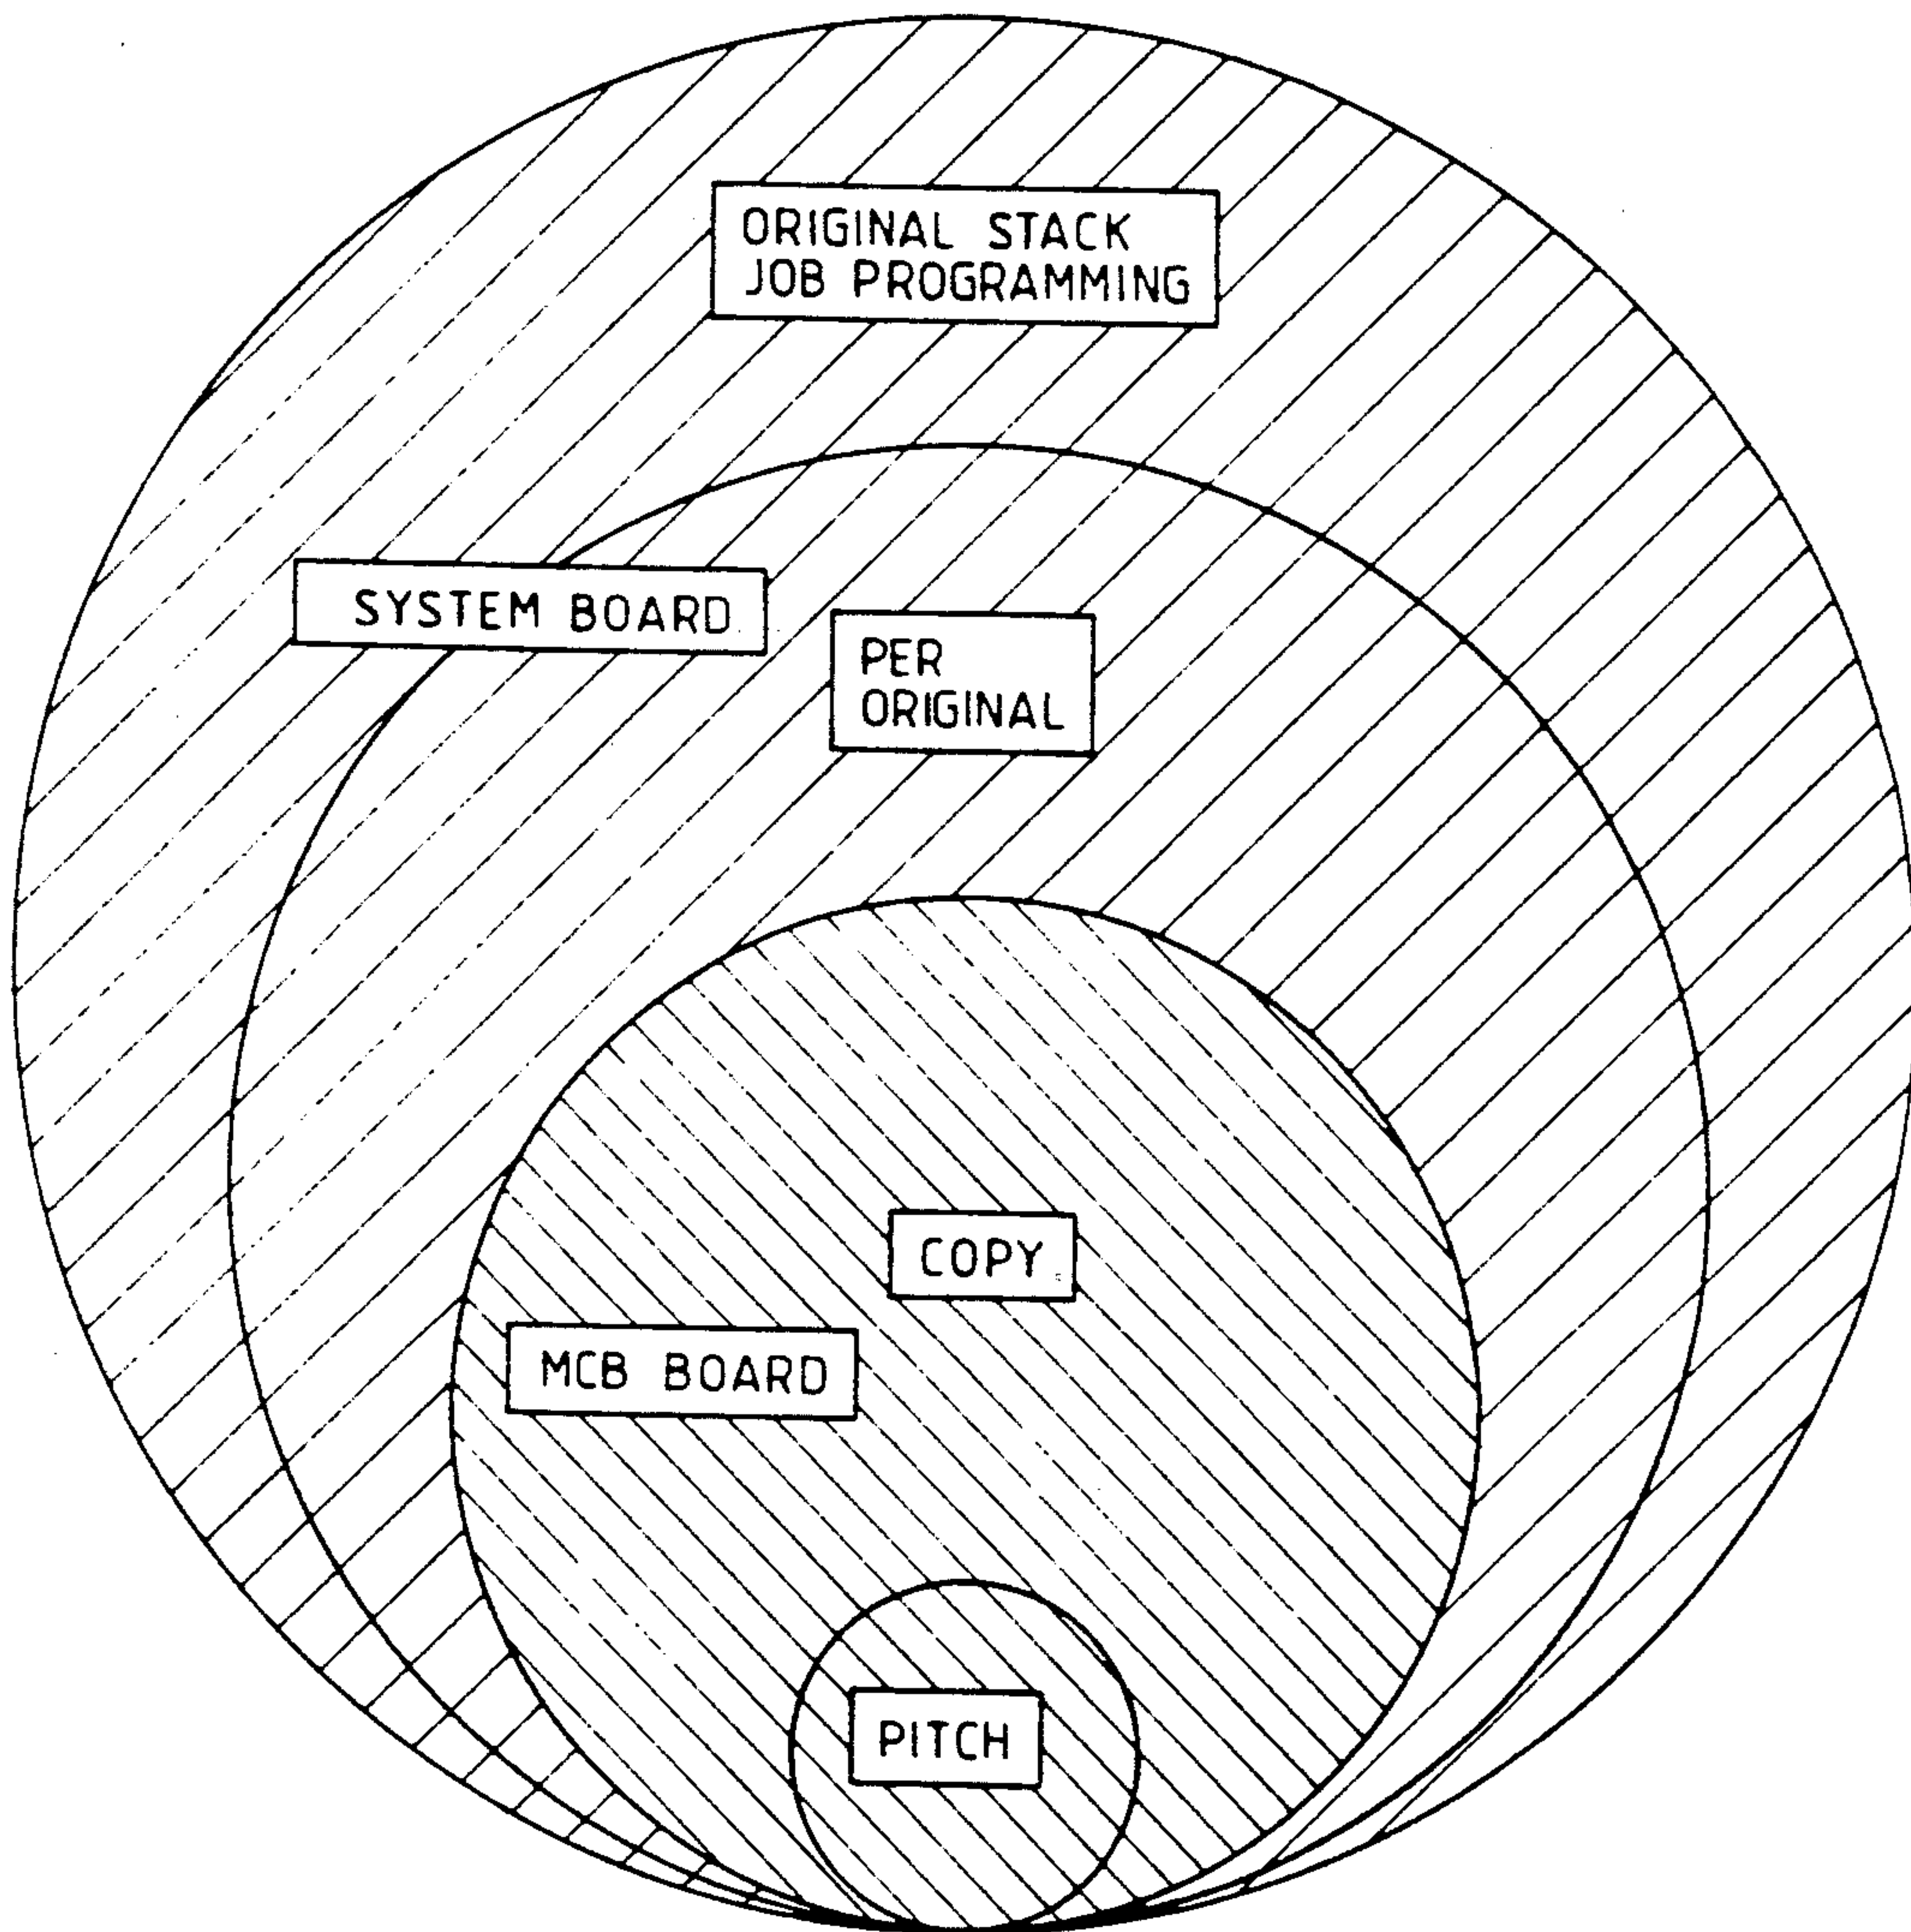 ORIGINAL STACK
JOB PROGRAMMING
SYSTEM BOARD
PER
ORIGINAL
COPY
MCB BOARD
PITCH